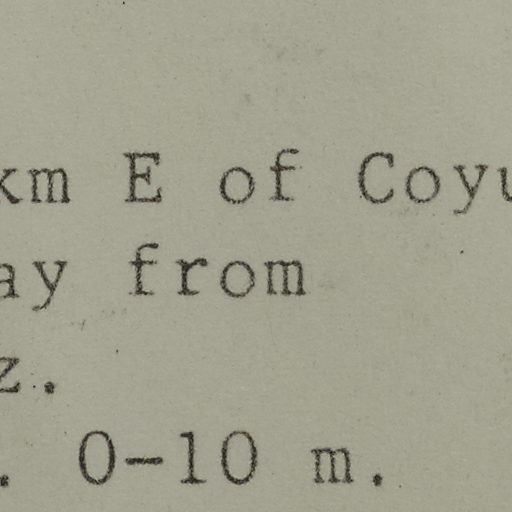 km E of Coyu
ay from
z.
. 0-10 m.